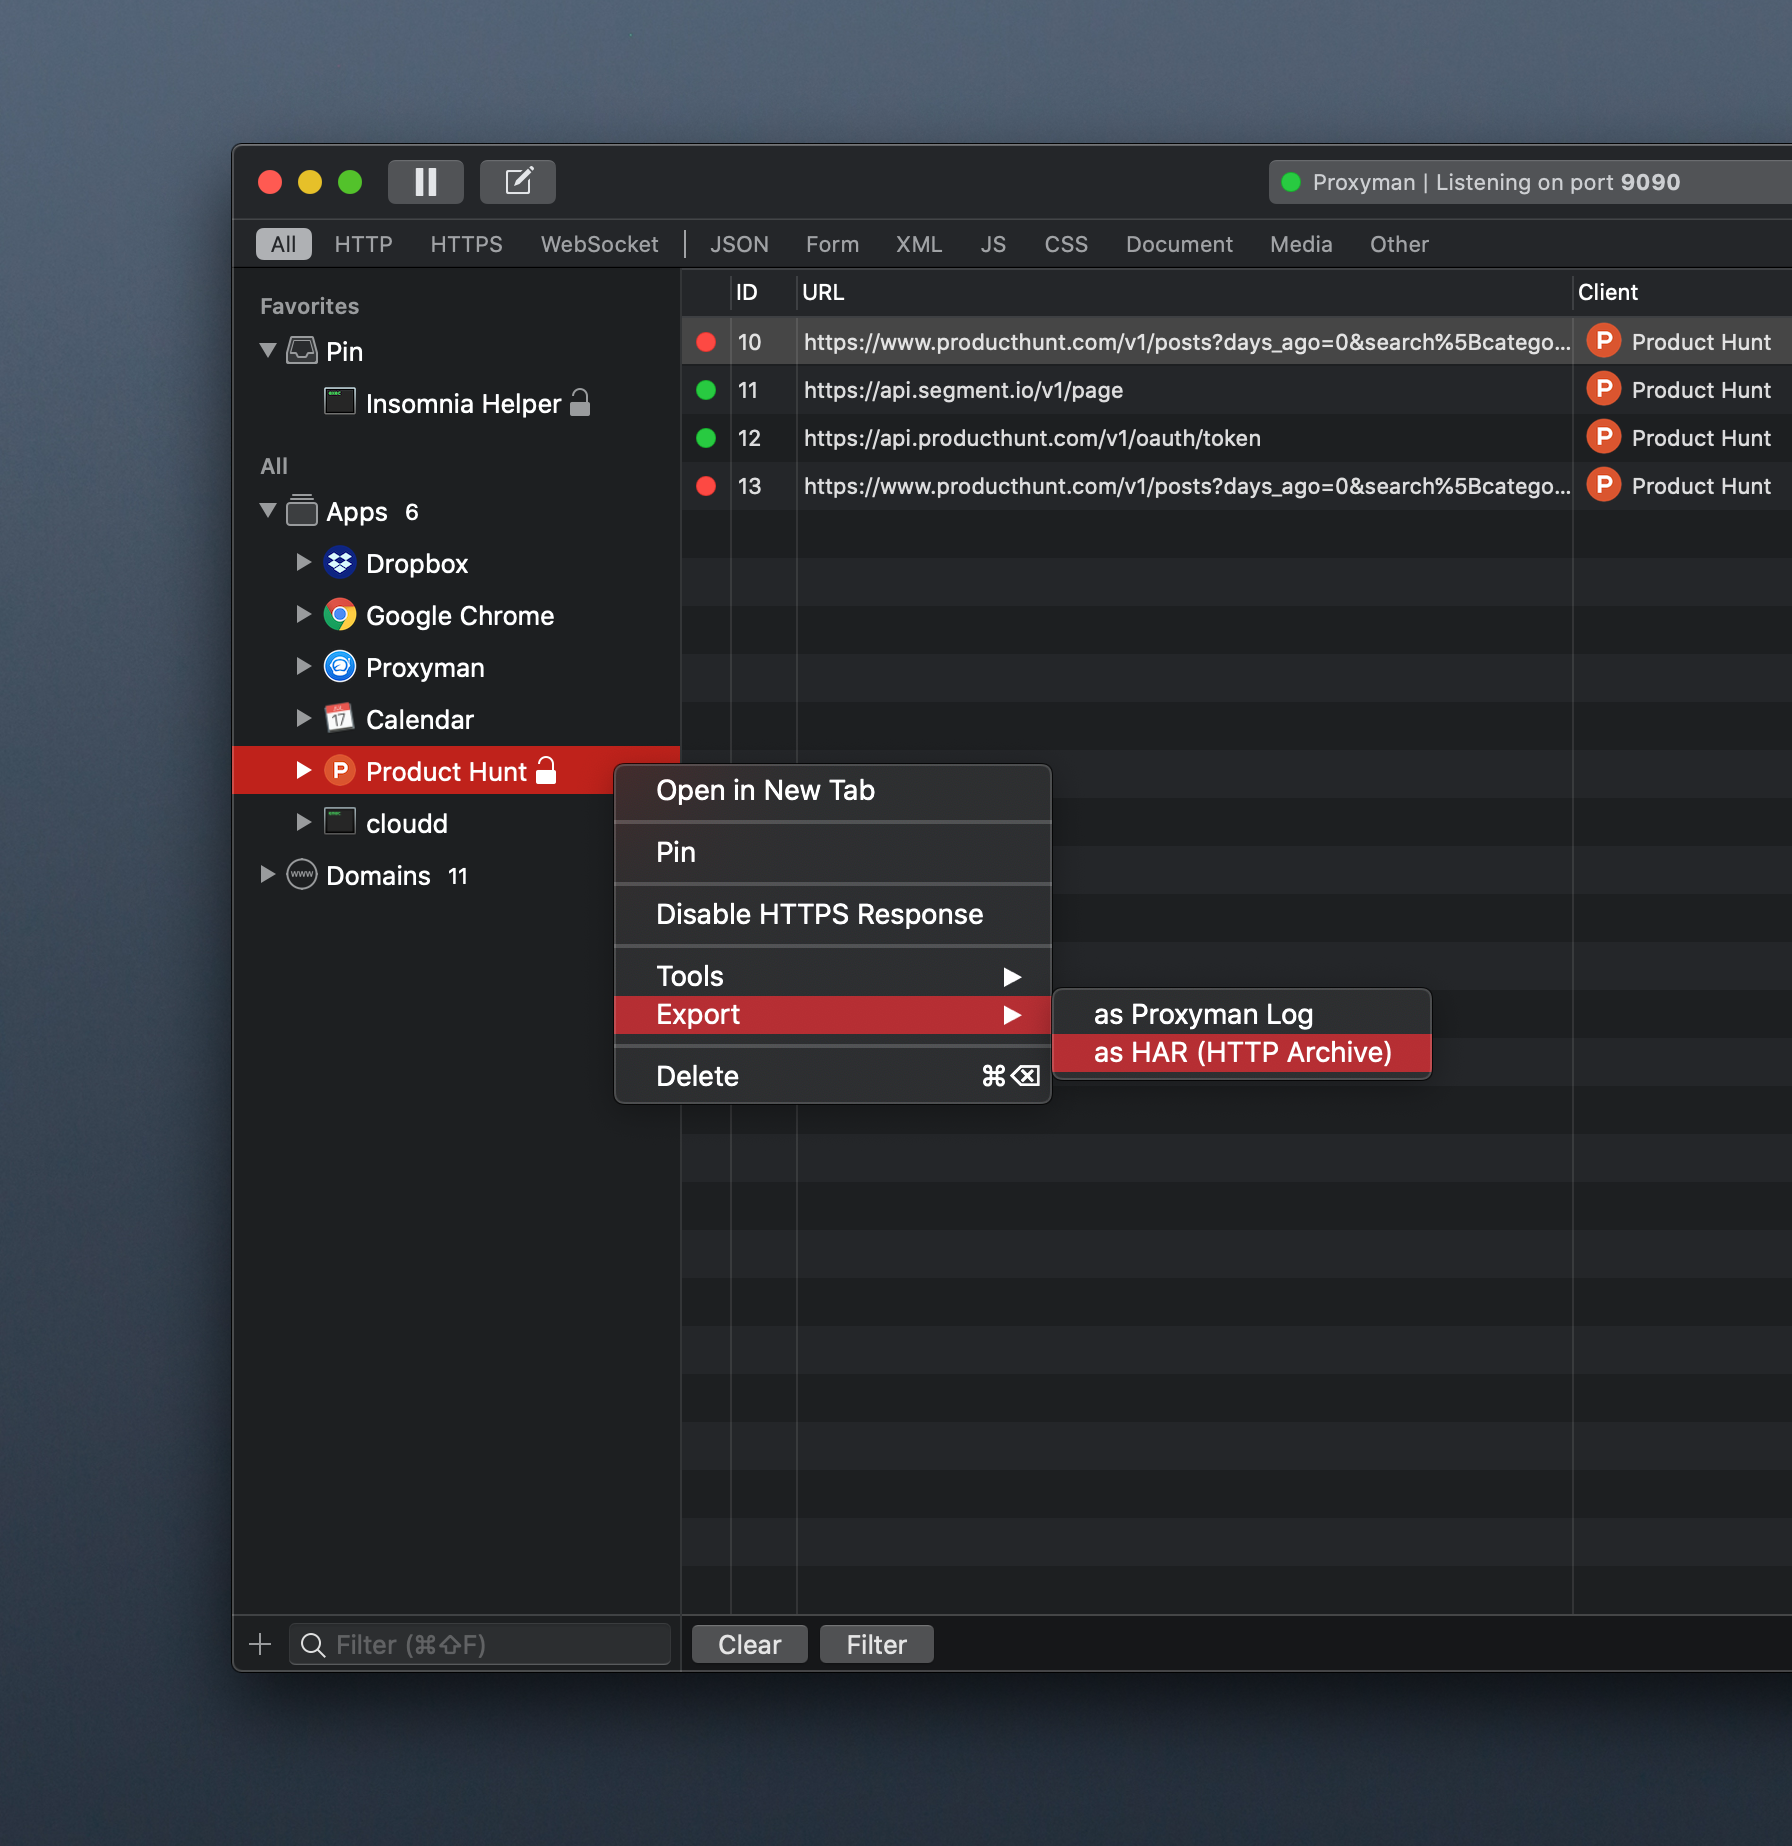 Proxyman | Listening on port 9090
All HTTP HTTPS WebSocket | JSON Form XML JS CSS Document Media Other
Favorites
Pin
Insomnia Helper
All
Apps 6
Dropbox
Google Chrome
Proxyman
17 Calendar
P Product Hunt
cloudd
www Domains 11
ID URL Client
10 https://www.producthunt.com/v1/posts?days_ago=0&search%5Bcatego... P Product Hunt
11 https://api.segment.io/v1/page P Product Hunt
12 https://api.producthunt.com/v1/oauth/token P Product Hunt
13 https://www.producthunt.com/v1/posts?days_ago=0&search%5Bcatego... P Product Hunt
Open in New Tab
Pin
Disable HTTPS Response
Tools
Export
Delete ⌘⌫
as Proxyman Log
as HAR (HTTP Archive)
Filter (⌘⇧F)
Clear Filter